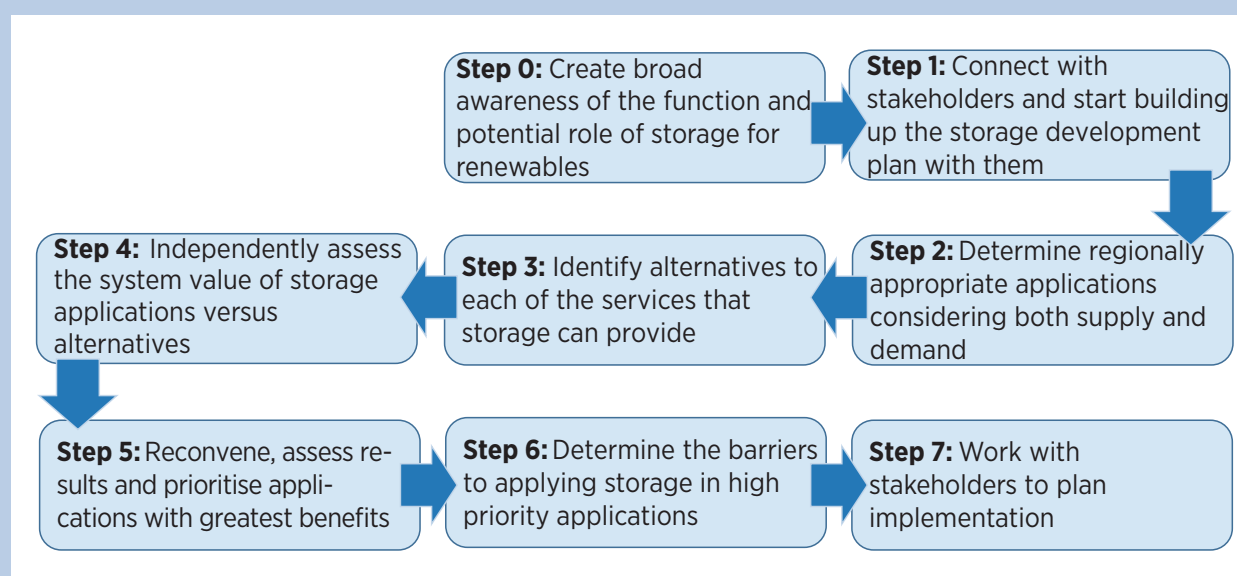 Step 0: Create broad
awareness of the function and
potential role of storage for
renewables
Step 1: Connect with
stakeholders and start building
up the storage development
plan with them
Step 2: Determine regionally
appropriate applications
considering both supply and
demand
Step 3: Identify alternatives to
each of the services that
storage can provide
Step 4: Independently assess
the system value of storage
applications versus
alternatives
Step 5: Reconvene, assess re-
sults and prioritise appli-
cations with greatest benefits
Step 6: Determine the barriers
to applying storage in high
priority applications
Step 7: Work with
stakeholders to plan
implementation